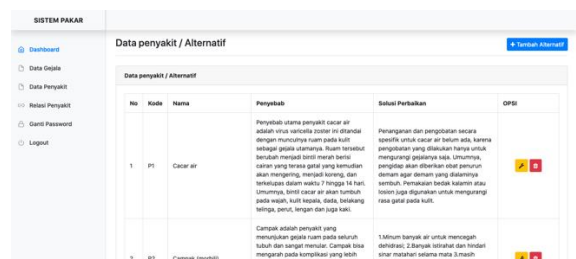 SISTEM PAKAR
Dashboard
Data Gejala
Data Penyakit
Relasi Penyakit
Ganti Password
Logout
Data penyakit / Alternatif
+ Tambah Alternatif
Data penyakit / Alternatif
No Kode Nama Penyebab Solusi Perbaikan OPSI
1 P1 Cacar air
Penyebab utama penyakit cacar air
adalah virus varicella zoster ini ditandai
dengan munculnya ruam pada kulit
sebagai gejala utamanya. Ruam tersebut
berubah menjadi bintil merah berisi
cairan yang terasa gatal yang kemudian
akan mengering, menjadi koreng, dan
terkelupas dalam waktu 7 hingga 14 hari.
Umumnya, bintil cacar air akan tumbuh
pada wajah, kulit kepala, dada, belakang
telinga, perut, lengan dan juga kaki.
Penanganan dan pengobatan secara
spesifik untuk cacar air belum ada, karena
pengobatan yang dilakukan hanya untuk
mengurangi gejalanya saja. Umumnya,
pengidap akan diberikan obat penurun
demam agar demam yang dialaminya
sembuh. Pemakaian bedak kalamin atau
losion juga digunakan untuk mengurangi
rasa gatal pada kulit.
2 P2 Campak (morbili)
Campak adalah penyakit yang
menunjukan gejala ruam pada seluruh
tubuh dan sangat menular. Campak bisa
mengarah pada komplikasi yang lebih
1.Minum banyak air untuk mencegah
dehidrasi; 2.Banyak istirahat dan hindari
sinar matahari selama mata 3.masih